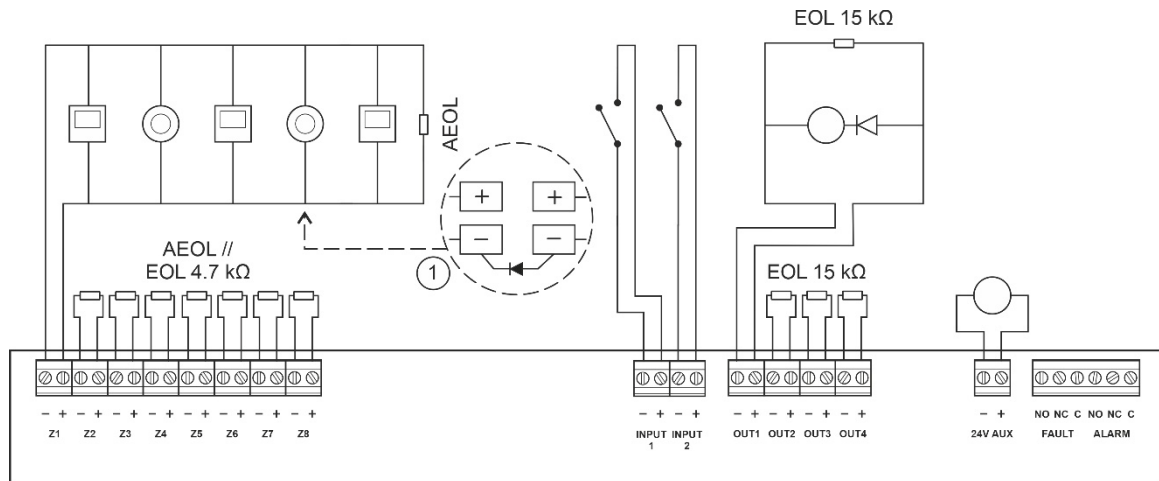 EOL 15 kΩ
AEOL
+ +
− −
1
AEOL //
EOL 4.7 kΩ
EOL 15 kΩ
− + − + − + − + − + − + − + − +
Z1 Z2 Z3 Z4 Z5 Z6 Z7 Z8
− + − +
INPUT 1
INPUT 2
− + − + − + − +
OUT1 OUT2 OUT3 OUT4
− +
24V AUX
NO NC C NO NC C
FAULT ALARM